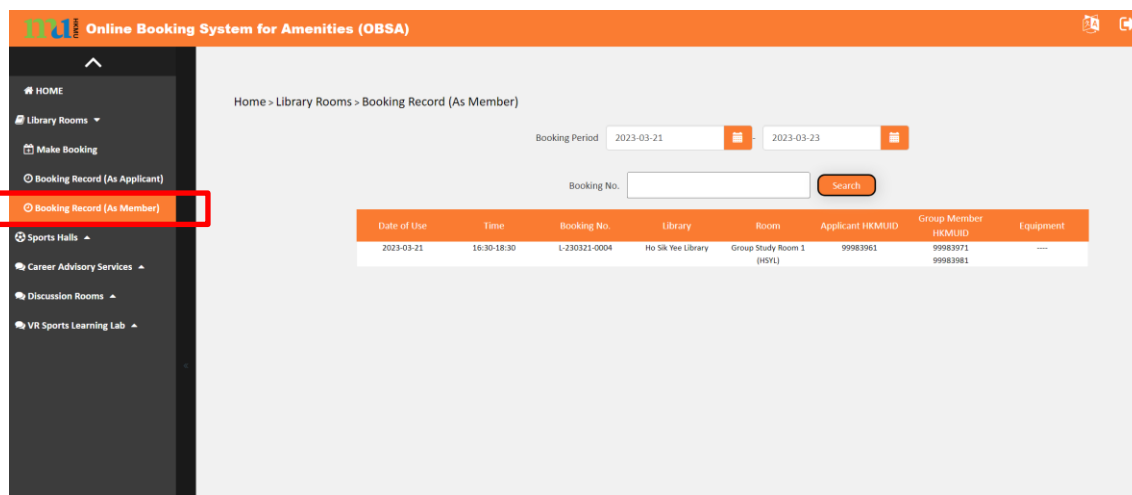 mu HKMU Online Booking System for Amenities (OBSA)
HOME
Library Rooms
Make Booking
Booking Record (As Applicant)
Booking Record (As Member)
Sports Halls
Career Advisory Services
Discussion Rooms
VR Sports Learning Lab
Home > Library Rooms > Booking Record (As Member)
Booking Period 2023-03-21 - 2023-03-23
Booking No. Search
Date of Use Time Booking No. Library Room Applicant HKMUID Group Member HKMUID Equipment
2023-03-21 16:30-18:30 L-230321-0004 Ho Sik Yee Library Group Study Room 1 99983961 99983971 ----
(HSYL) 99983981